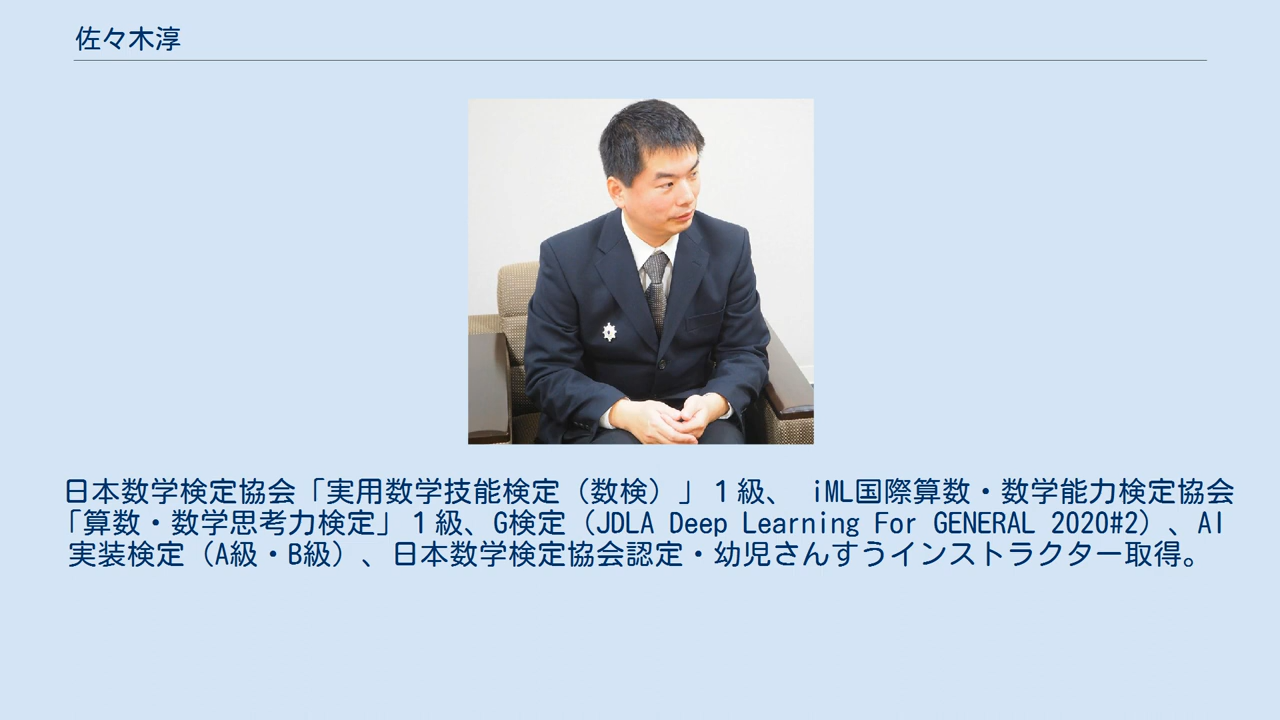 佐々木淳
日本数学検定協会「実用数学技能検定（数検）」１級、 iML国際算数・数学能力検定協会
「算数・数学思考力検定」１級、G検定（JDLA Deep Learning For GENERAL 2020#2）、AI
実装検定（A級・B級）、日本数学検定協会認定・幼児さんすうインストラクター取得。